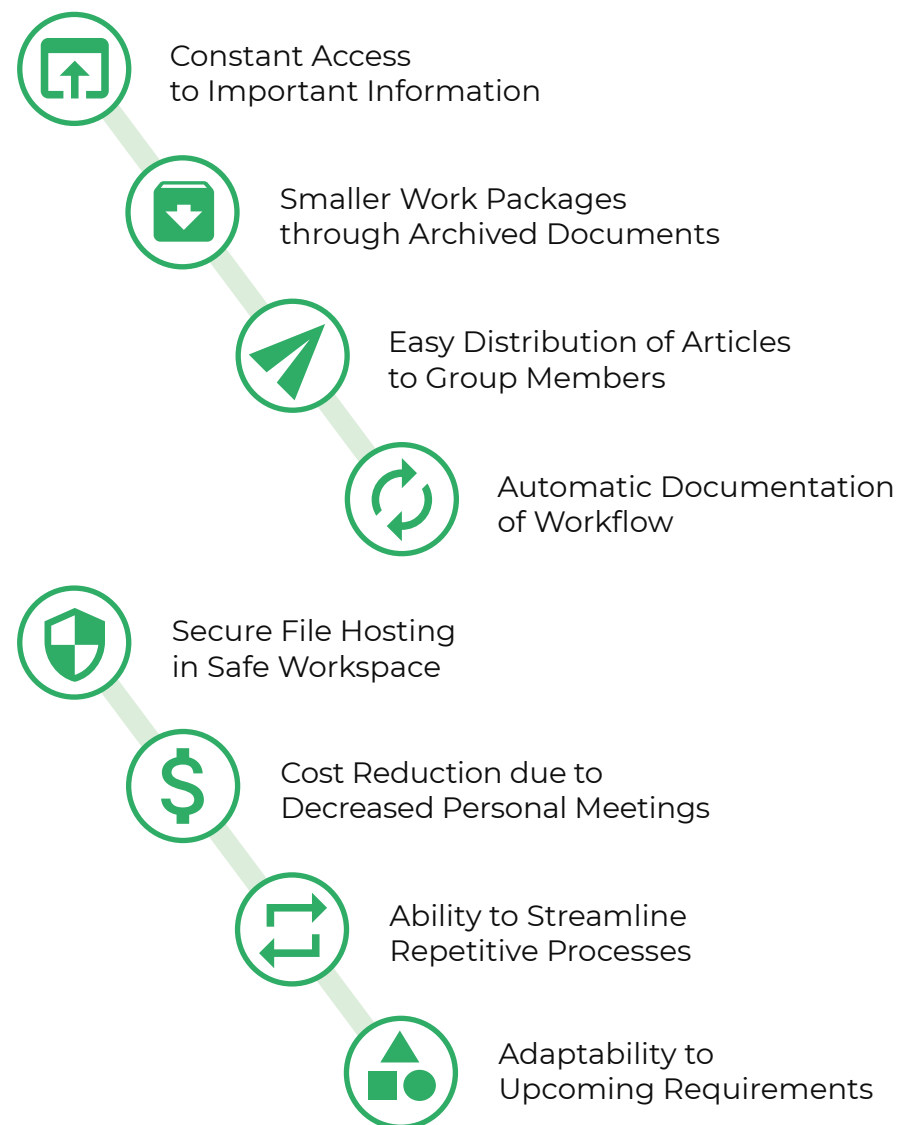 Constant Access
to Important Information
Smaller Work Packages
through Archived Documents
Easy Distribution of Articles
to Group Members
Automatic Documentation
of Workflow
Secure File Hosting
in Safe Workspace
Cost Reduction due to
Decreased Personal Meetings
Ability to Streamline
Repetitive Processes
Adaptability to
Upcoming Requirements